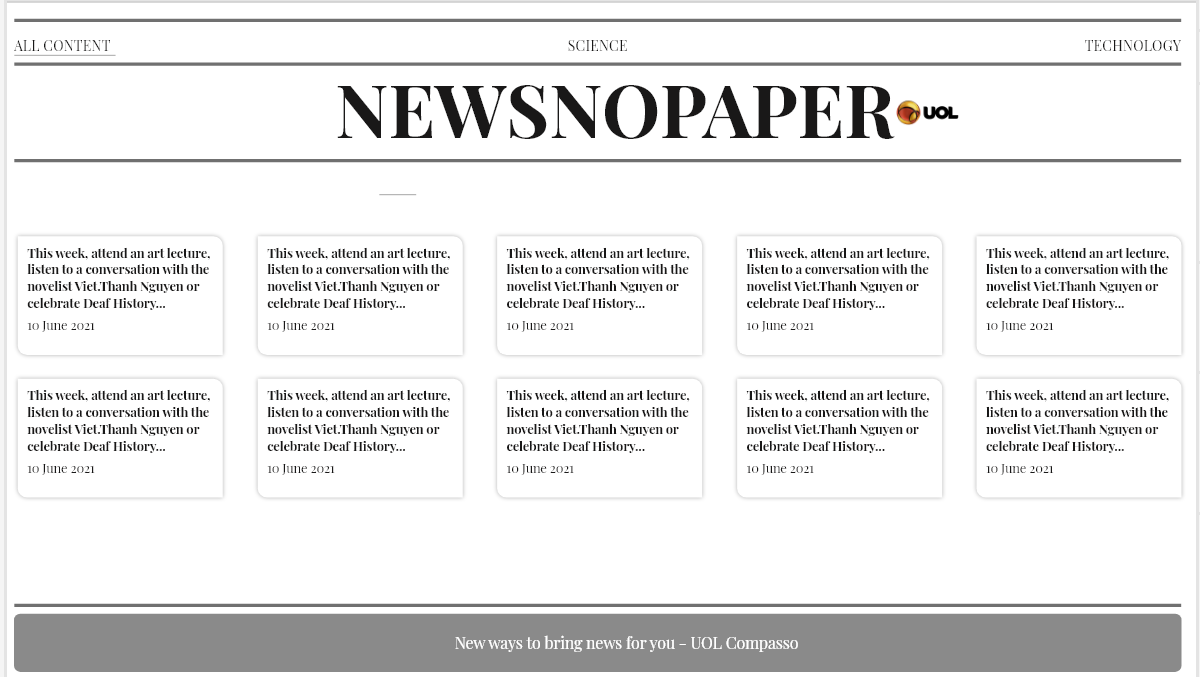 ALL CONTENT
SCIENCE
TECHNOLOGY
NEWSNOPAPER
UOL
This week, attend an art lecture,
listen to a conversation with the
novelist Viet.Thanh Nguyen or
celebrate Deaf History...
10 June 2021
This week, attend an art lecture,
listen to a conversation with the
novelist Viet.Thanh Nguyen or
celebrate Deaf History...
10 June 2021
This week, attend an art lecture,
listen to a conversation with the
novelist Viet.Thanh Nguyen or
celebrate Deaf History...
10 June 2021
This week, attend an art lecture,
listen to a conversation with the
novelist Viet.Thanh Nguyen or
celebrate Deaf History...
10 June 2021
This week, attend an art lecture,
listen to a conversation with the
novelist Viet.Thanh Nguyen or
celebrate Deaf History...
10 June 2021
This week, attend an art lecture,
listen to a conversation with the
novelist Viet.Thanh Nguyen or
celebrate Deaf History...
10 June 2021
This week, attend an art lecture,
listen to a conversation with the
novelist Viet.Thanh Nguyen or
celebrate Deaf History...
10 June 2021
This week, attend an art lecture,
listen to a conversation with the
novelist Viet.Thanh Nguyen or
celebrate Deaf History...
10 June 2021
This week, attend an art lecture,
listen to a conversation with the
novelist Viet.Thanh Nguyen or
celebrate Deaf History...
10 June 2021
This week, attend an art lecture,
listen to a conversation with the
novelist Viet.Thanh Nguyen or
celebrate Deaf History...
10 June 2021
New ways to bring news for you - UOL Compasso